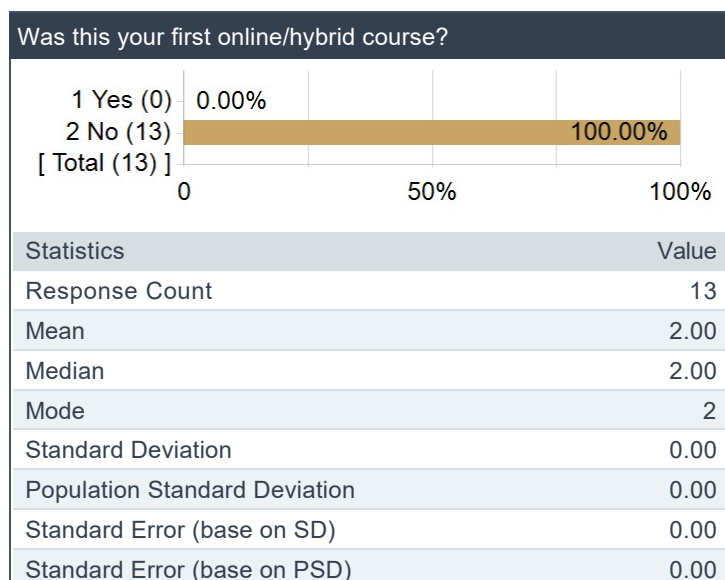 Was this your first online/hybrid course?
1 Yes (0) 0.00%
2 No (13) 100.00%
[ Total (13) ]
0 50% 100%
Statistics Value
Response Count 13
Mean 2.00
Median 2.00
Mode 2
Standard Deviation 0.00
Population Standard Deviation 0.00
Standard Error (base on SD) 0.00
Standard Error (base on PSD) 0.00